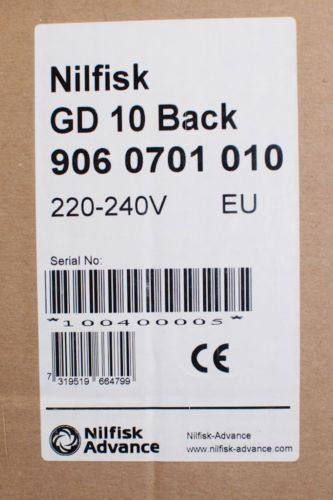 Nilfisk
GD 10 Back
906 0701 010
220-240V EU
Serial No:
*100400005*
7 319519 664799
CE
Nilfisk
Advance
Nilfisk-Advance
www.nilfisk-advance.com